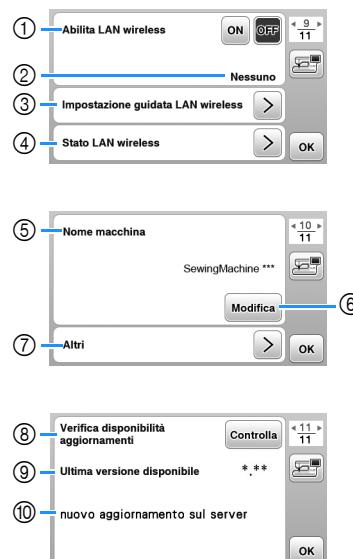 ① Abilita LAN wireless ON OFF 9
11
② Nessuno
③ Impostazione guidata LAN wireless
④ Stato LAN wireless OK
⑤ Nome macchina 10
11
SewingMachine ***
Modifica ⑥
⑦ Altri OK
⑧ Verifica disponibilità
aggiornamenti Controlla 11
11
⑨ Ultima versione disponibile *.**
⑩ nuovo aggiornamento sul server
OK